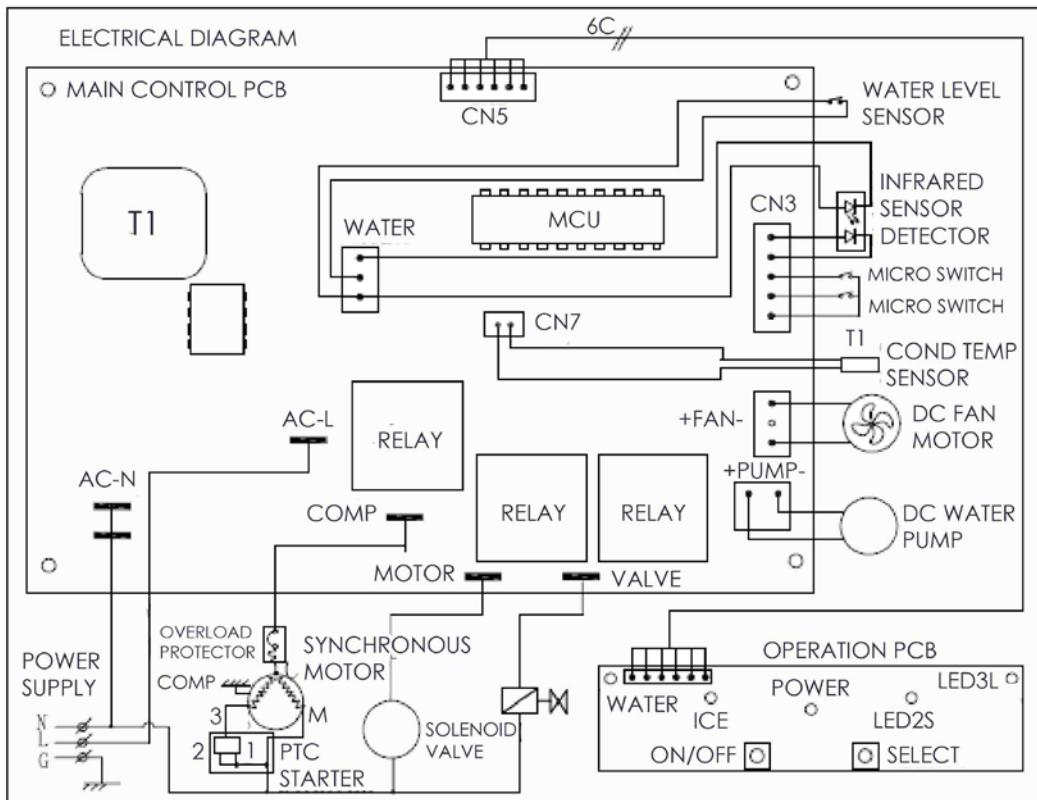 ELECTRICAL DIAGRAM
6C
MAIN CONTROL PCB
CN5
WATER LEVEL
SENSOR
T1
WATER
MCU
CN3
INFRARED
SENSOR
DETECTOR
MICRO SWITCH
MICRO SWITCH
CN7
T1
COND TEMP
SENSOR
AC-L
RELAY
+FAN-
DC FAN
MOTOR
AC-N
+PUMP-
COMP
RELAY
RELAY
DC WATER
PUMP
MOTOR
VALVE
OVERLOAD
PROTECTOR
SYNCHRONOUS
MOTOR
POWER
SUPPLY
COMP
3
M
N
L
G
2
1
PTC
STARTER
SOLENOID
VALVE
OPERATION PCB
WATER
POWER
LED3L
ICE
LED2S
ON/OFF
SELECT